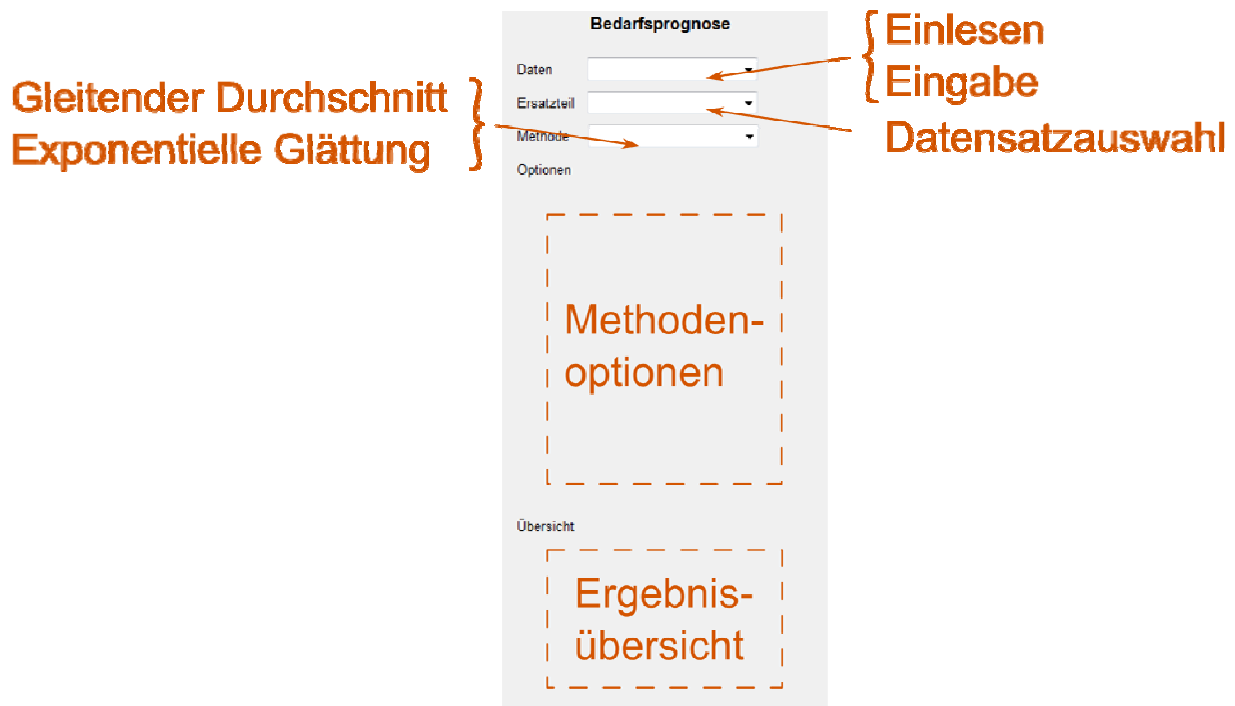 Bedarfsprognose
Einlesen
Eingabe
Daten
Ersatzteil
Datensatzauswahl
Gleitender Durchschnitt
Exponentielle Glättung
Methode
Optionen
Methoden-
optionen
Übersicht
Ergebnis-
übersicht